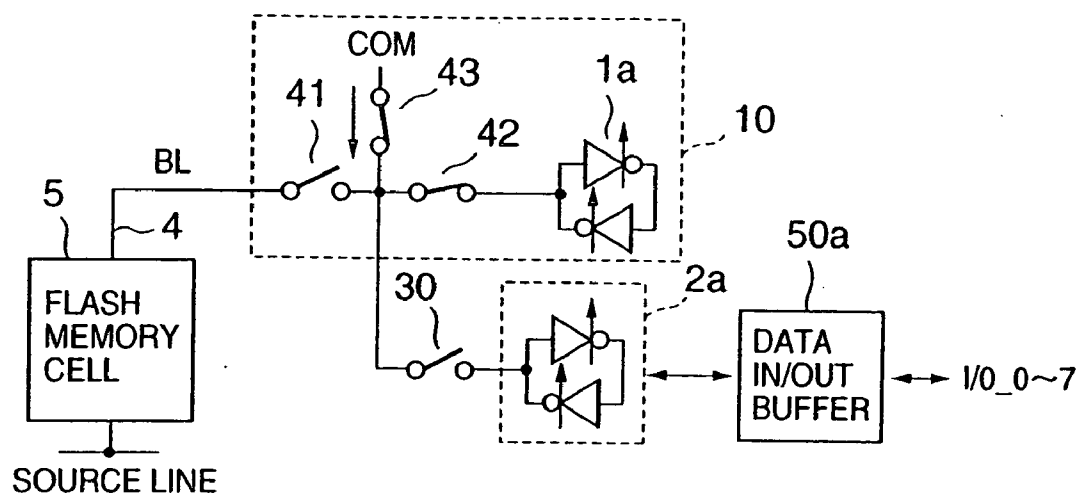 COM
43
1a
41
42
10
BL
5
4
50a
FLASH
MEMORY
CELL
30
2a
DATA
IN/OUT
BUFFER
I/0_0~7
SOURCE LINE